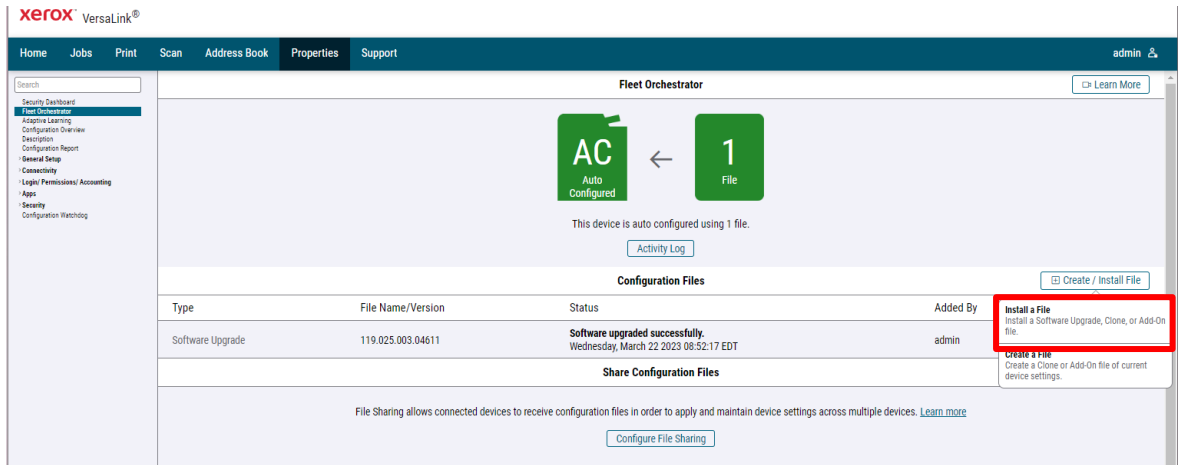 xerox™ VersaLink®
Home Jobs Print Scan Address Book Properties Support admin
Search
Security Dashboard
Fleet Orchestrator
Adaptive Learning
Configuration Overview
Description
Configuration Report
General Setup
Connectivity
Login/ Permissions/ Accounting
Apps
Security
Configuration Watchdog
Fleet Orchestrator
Learn More
AC
Auto
Configured
1
File
This device is auto configured using 1 file.
Activity Log
Configuration Files
Create / Install File
Type File Name/Version Status Added By
Software Upgrade 119.025.003.04611 Software upgraded successfully. admin
Wednesday, March 22 2023 08:52:17 EDT
Install a File
Install a Software Upgrade, Clone, or Add-On
file.
Create a File
Create a Clone or Add-On file of current
device settings.
Share Configuration Files
File Sharing allows connected devices to receive configuration files in order to apply and maintain device settings across multiple devices. Learn more
Configure File Sharing